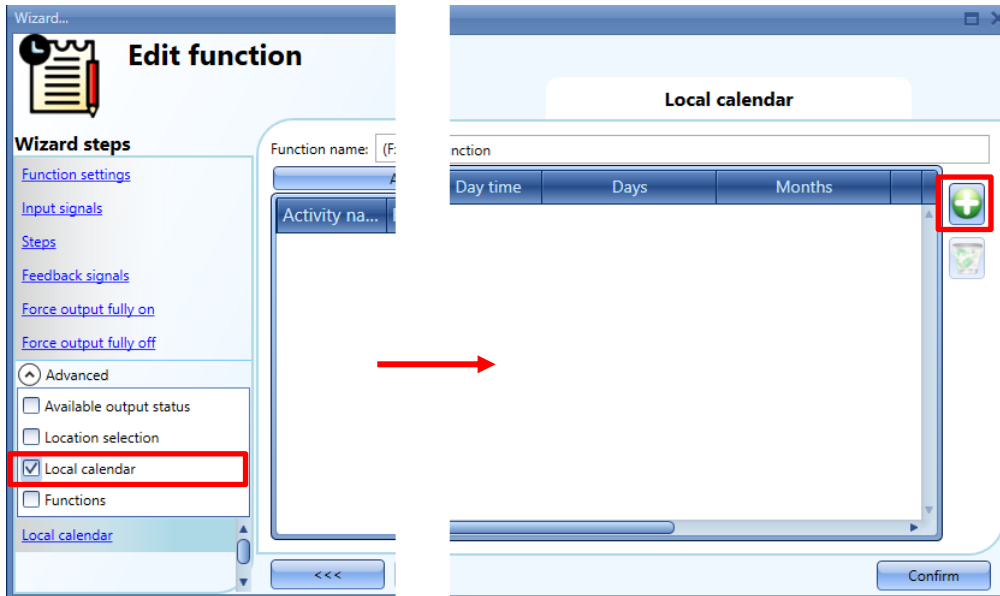 Wizard...
Edit function
Local calendar
Wizard steps
Function settings
Input signals
Steps
Feedback signals
Force output fully on
Force output fully off
Advanced
Available output status
Location selection
Local calendar
Functions
Local calendar
Function name: (F: nction
Day time Days Months
Activity na...
<<< Confirm